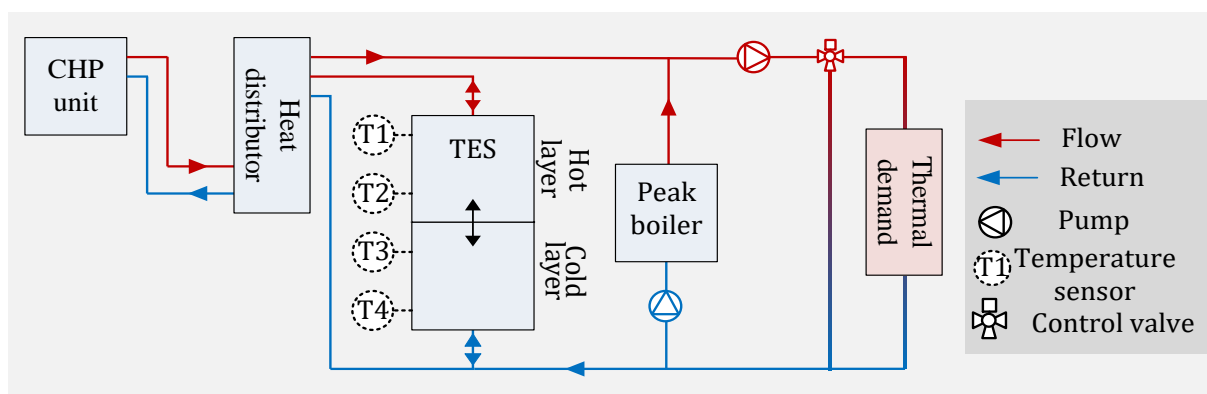 CHP
unit
Heat
distributor
T1
T2
T3
T4
TES
Hot
layer
Cold
layer
Peak
boiler
Thermal
demand
Flow
Return
Pump
T1 Temperature
sensor
Control valve